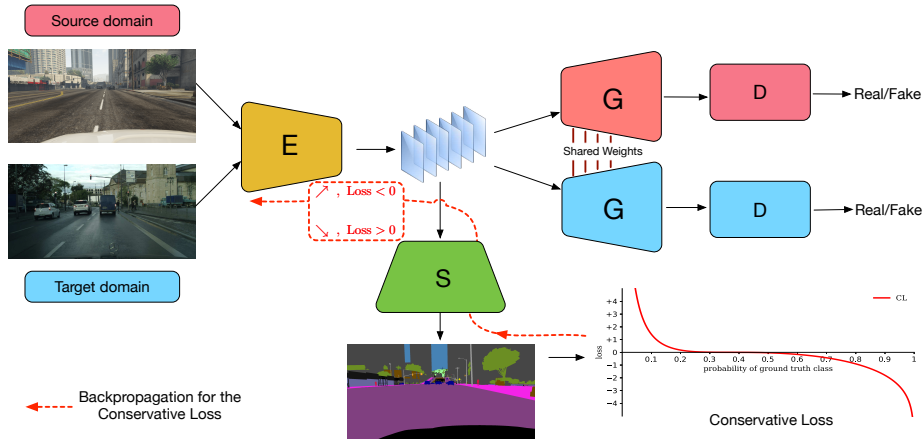 Source domain
Target domain
E
G
Shared Weights
G
D
D
Real/Fake
Real/Fake
↗ , Loss < 0
↘ , Loss > 0
S
Backpropagation for the
Conservative Loss
+4
+3
+2
+1
0
−1
−2
−3
−4
loss
0.1 0.2 0.3 0.4 0.5 0.6 0.7 0.8 0.9 1
probability of ground truth class
CL
Conservative Loss